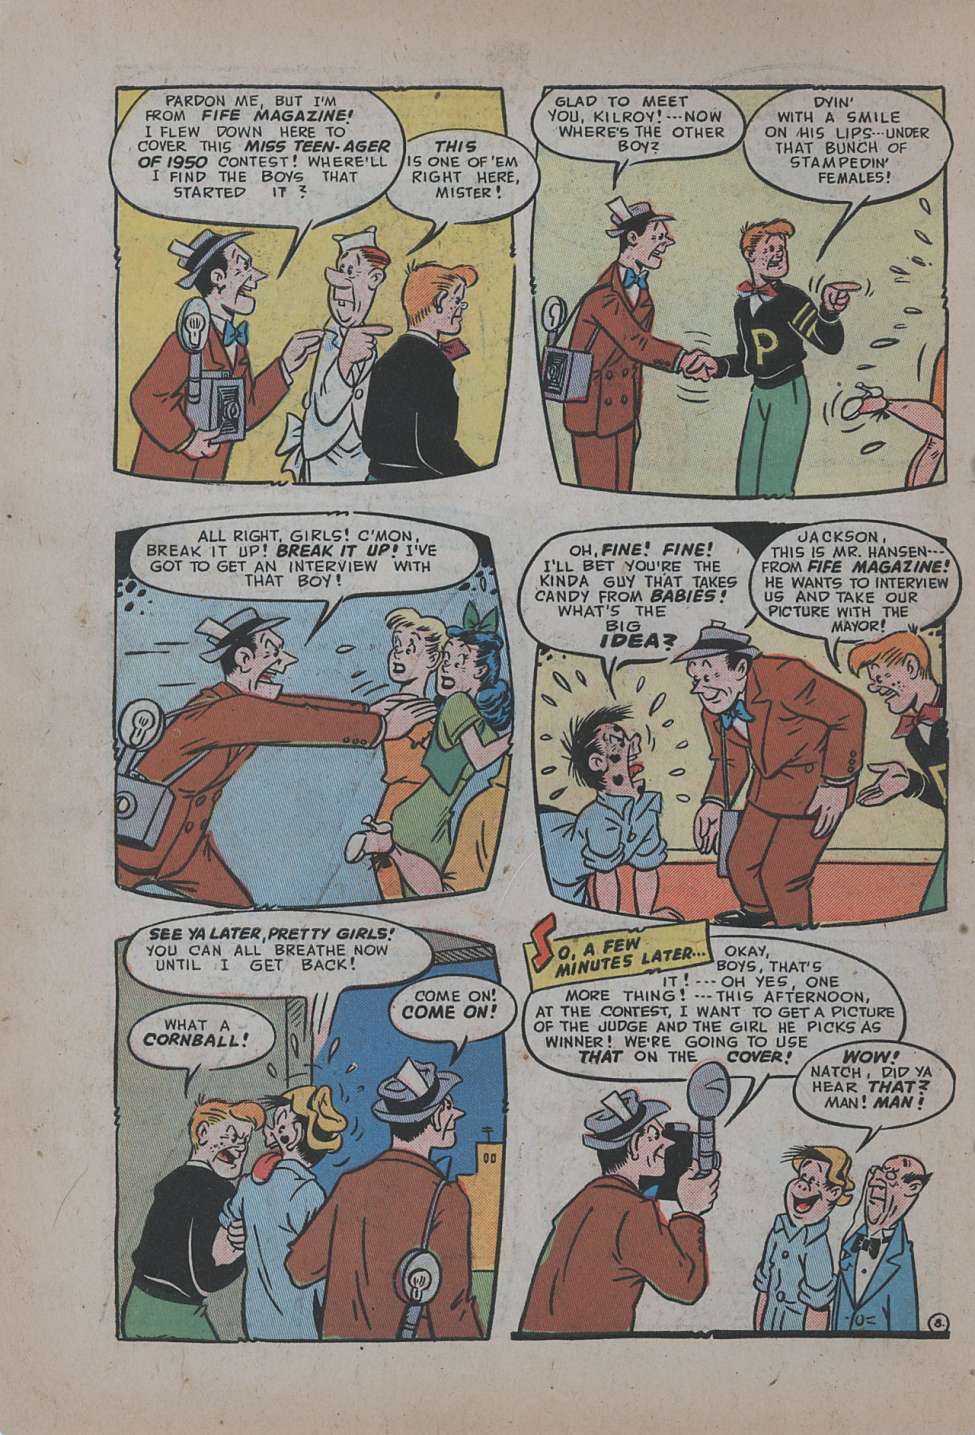 PARDON ME, BUT I'M
FROM FIFE MAGAZINE!
I FLEW DOWN HERE TO
COVER THIS MISS TEEN-AGER
OF 1950 CONTEST! WHERE'LL
I FIND THE BOYS THAT
STARTED IT?
THIS
IS ONE OF 'EM
RIGHT HERE,
MISTER!
GLAD TO MEET
YOU, KILROY!---NOW
WHERE'S THE OTHER
BOY?
DYIN'
WITH A SMILE
ON HIS LIPS---UNDER
THAT BUNCH OF
STAMPEDIN'
FEMALES!
P
ALL RIGHT, GIRLS! C'MON,
BREAK IT UP! BREAK IT UP! I'VE
GOT TO GET AN INTERVIEW WITH
THAT BOY!
OH, FINE! FINE!
I'LL BET YOU'RE THE
KINDA GUY THAT TAKES
CANDY FROM BABIES!
WHAT'S THE
BIG
IDEA?
JACKSON,
THIS IS MR. HANSEN---
FROM FIFE MAGAZINE!
HE WANTS TO INTERVIEW
US AND TAKE OUR
PICTURE WITH THE
MAYOR!
SEE YA LATER, PRETTY GIRLS!
YOU CAN ALL BREATHE NOW
UNTIL I GET BACK!
WHAT A
CORNBALL!
COME ON!
COME ON!
SO, A FEW
MINUTES LATER...
OKAY,
BOYS, THAT'S
IT!---OH YES, ONE
MORE THING!---THIS AFTERNOON,
AT THE CONTEST, I WANT TO GET A PICTURE
OF THE JUDGE AND THE GIRL HE PICKS AS
WINNER! WE'RE GOING TO USE
THAT ON THE COVER!
WOW!
NATCH, DID YA
HEAR THAT?
MAN! MAN!
8.